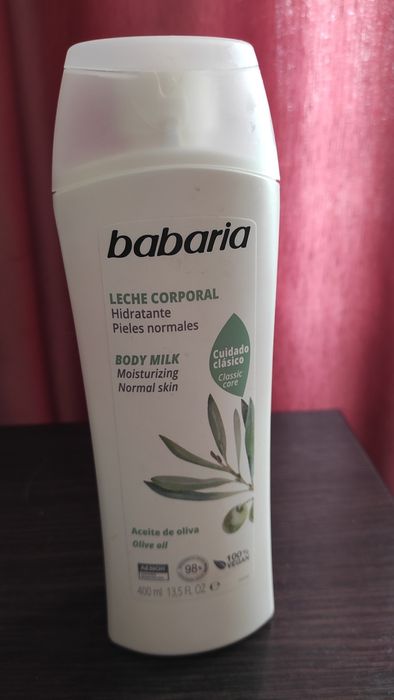 babaria
LECHE CORPORAL
Hidratante
Pieles normales
BODY MILK
Moisturizing
Normal skin
Cuidado
clásico
Classic
care
Aceite de oliva
Olive oil
98%
100%
VEGAN
400 ml 13,5 FL OZ ℮